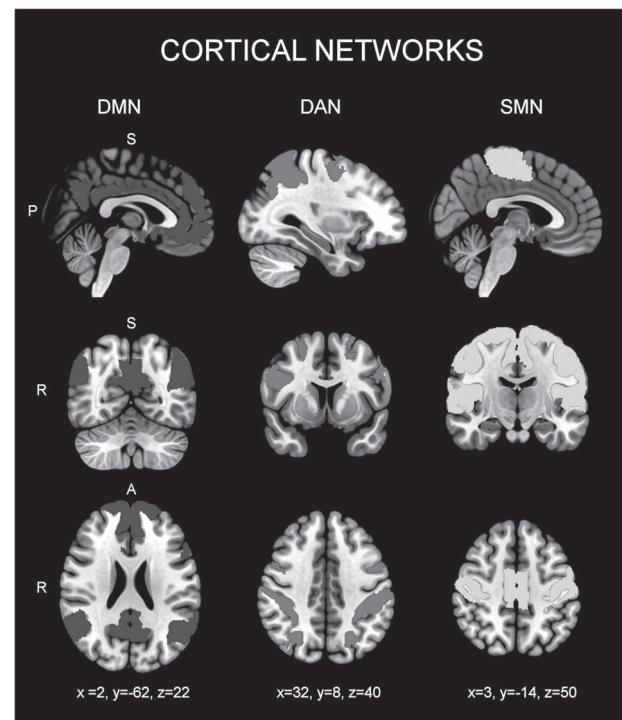 CORTICAL NETWORKS
DMN DAN SMN
S
P
S
R
A
R
x =2, y=-62, z=22 x=32, y=8, z=40 x=3, y=-14, z=50